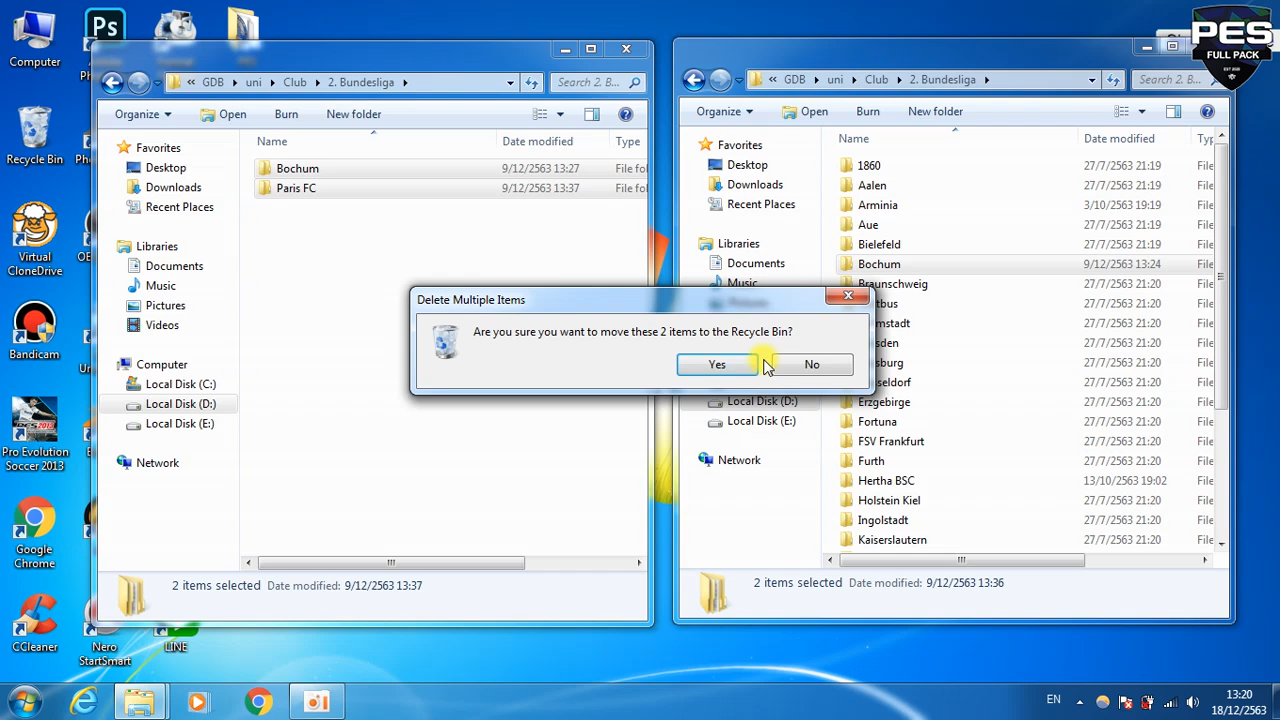 Computer
Ps
PES
FULL PACK
EST 2020
Recycle Bin
Virtual
CloneDrive
Bandicam
Pro Evolution
Soccer 2013
Google
Chrome
CCleaner
Nero
StartSmart
LINE
GDB
uni
Club
2. Bundesliga
Search 2. B...
Organize
Open
Burn
New folder
Name
Date modified
Type
Favorites
Desktop
Downloads
Recent Places
Libraries
Documents
Music
Pictures
Videos
Computer
Local Disk (C:)
Local Disk (D:)
Local Disk (E:)
Network
Bochum 9/12/2563 13:27 File fo
Paris FC 9/12/2563 13:37 File fo
2 items selected Date modified: 9/12/2563 13:37
Delete Multiple Items
Are you sure you want to move these 2 items to the Recycle Bin?
Yes
No
GDB
uni
Club
2. Bundesliga
Search 2. B...
Organize
Open
Burn
New folder
Name
Date modified
Typ
Favorites
Desktop
Downloads
Recent Places
Libraries
Documents
Music
Local Disk (D:)
Local Disk (E:)
Network
1860 27/7/2563 21:19 File
Aalen 27/7/2563 21:19 File
Arminia 3/10/2563 19:19 File
Aue 27/7/2563 21:19 File
Bielefeld 27/7/2563 21:19 File
Bochum 9/12/2563 13:24 File
Braunschweig 27/7/2563 21:20 File
tbus 27/7/2563 21:20 File
mstadt 27/7/2563 21:20 File
sden 27/7/2563 21:20 File
sburg 27/7/2563 21:20 File
seldorf 27/7/2563 21:20 File
Erzgebirge 27/7/2563 21:20 File
Fortuna 27/7/2563 21:20 File
FSV Frankfurt 27/7/2563 21:20 File
Furth 27/7/2563 21:20 File
Hertha BSC 13/10/2563 19:02 File
Holstein Kiel 27/7/2563 21:20 File
Ingolstadt 27/7/2563 21:20 File
Kaiserslautern 27/7/2563 21:20 File
2 items selected Date modified: 9/12/2563 13:36
EN
13:20
18/12/2563